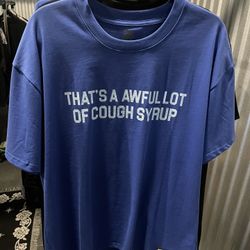 THAT'S A AWFUL LOT
OF COUGH SYRUP